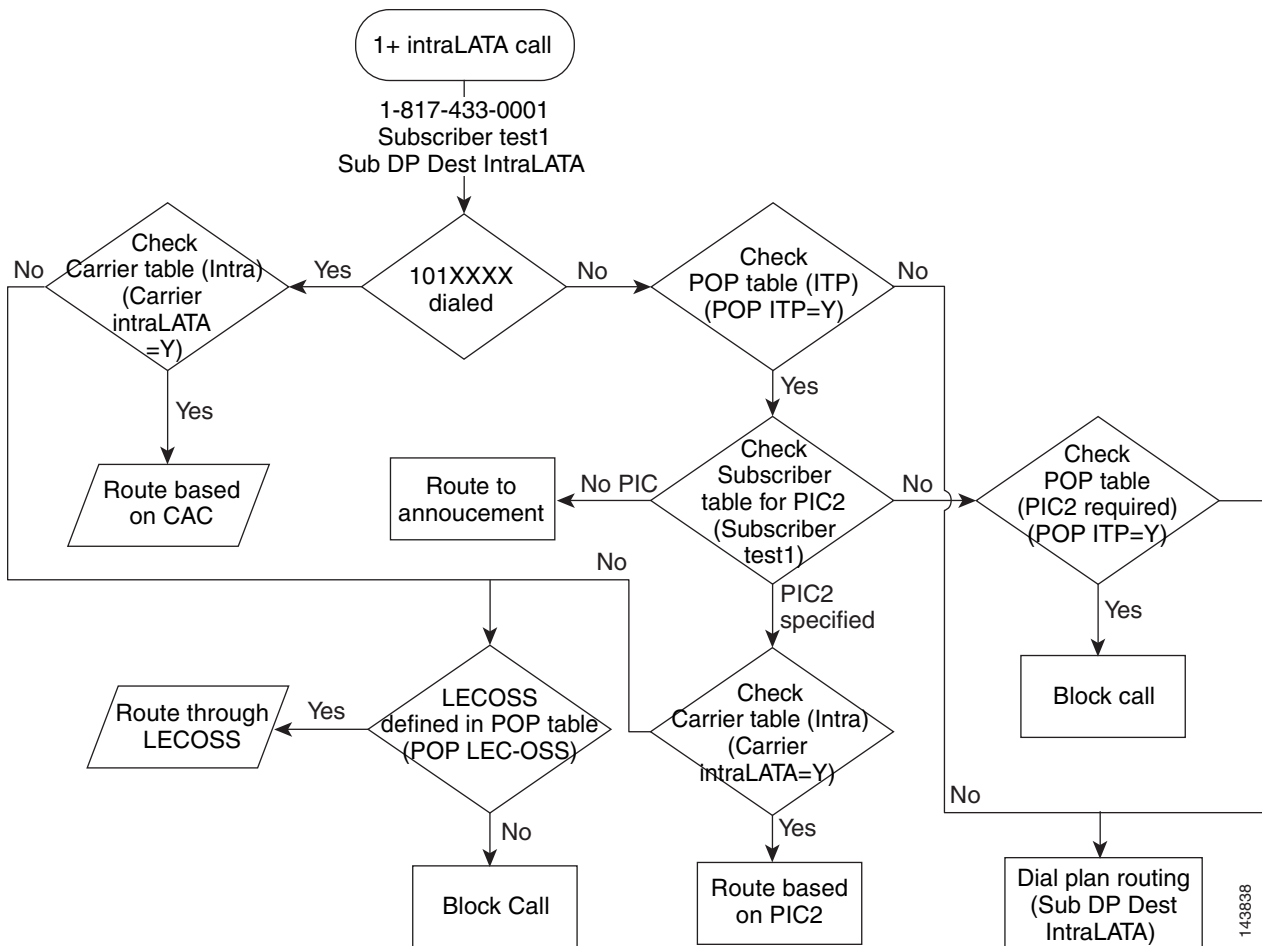 1+ intraLATA call
1-817-433-0001
Subscriber test1
Sub DP Dest IntraLATA
No
Check
Carrier table (Intra)
(Carrier
intraLATA
=Y)
Yes
101XXXX
dialed
No
Check
POP table (ITP)
(POP ITP=Y)
No
Yes
Yes
Route based
on CAC
Route to
annoucement
No PIC
Check
Subscriber
table for PIC2
(Subscriber
test1)
No
Check
POP table
(PIC2 required)
(POP ITP=Y)
No
PIC2
specified
Yes
Block call
Route through
LECOSS
Yes
LECOSS
defined in POP table
(POP LEC-OSS)
Check
Carrier table (Intra)
(Carrier
intraLATA=Y)
No
No
Yes
Block Call
Route based
on PIC2
Dial plan routing
(Sub DP Dest
IntraLATA)
143838